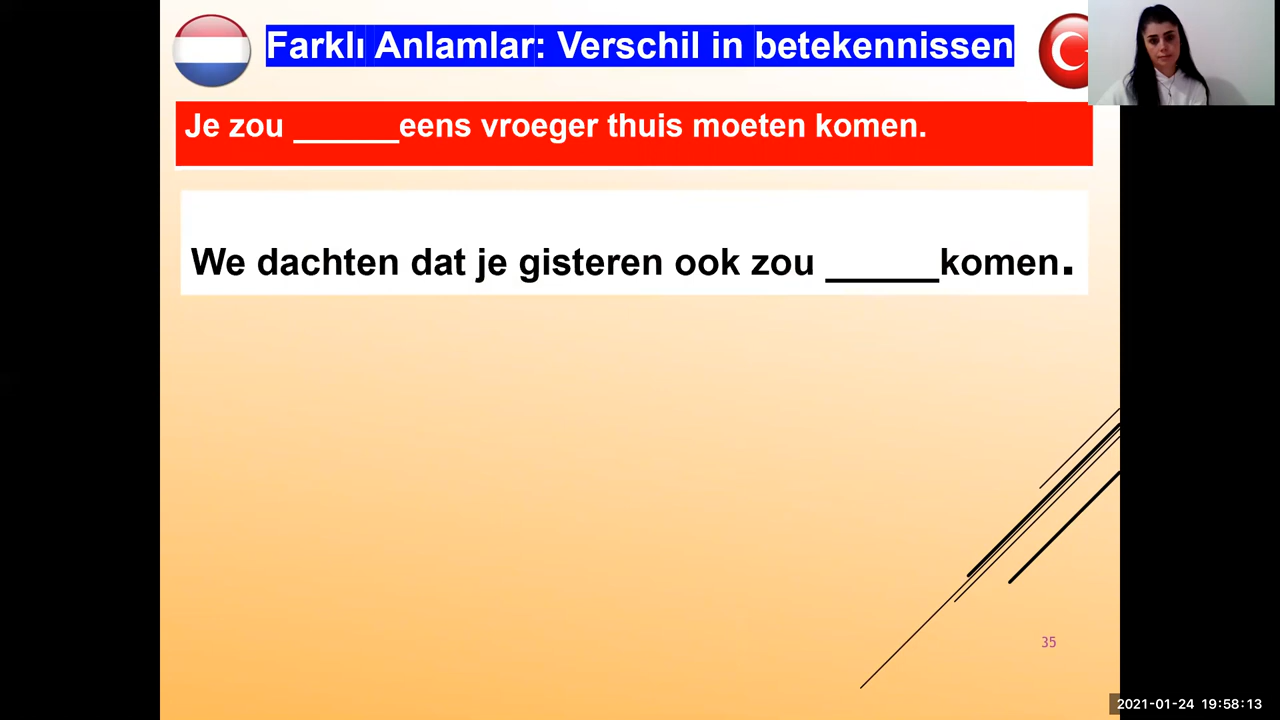 Farklı Anlamlar: Verschil in betekennissen
Je zou ______eens vroeger thuis moeten komen.
We dachten dat je gisteren ook zou ______komen.
35
2021-01-24 19:58:13